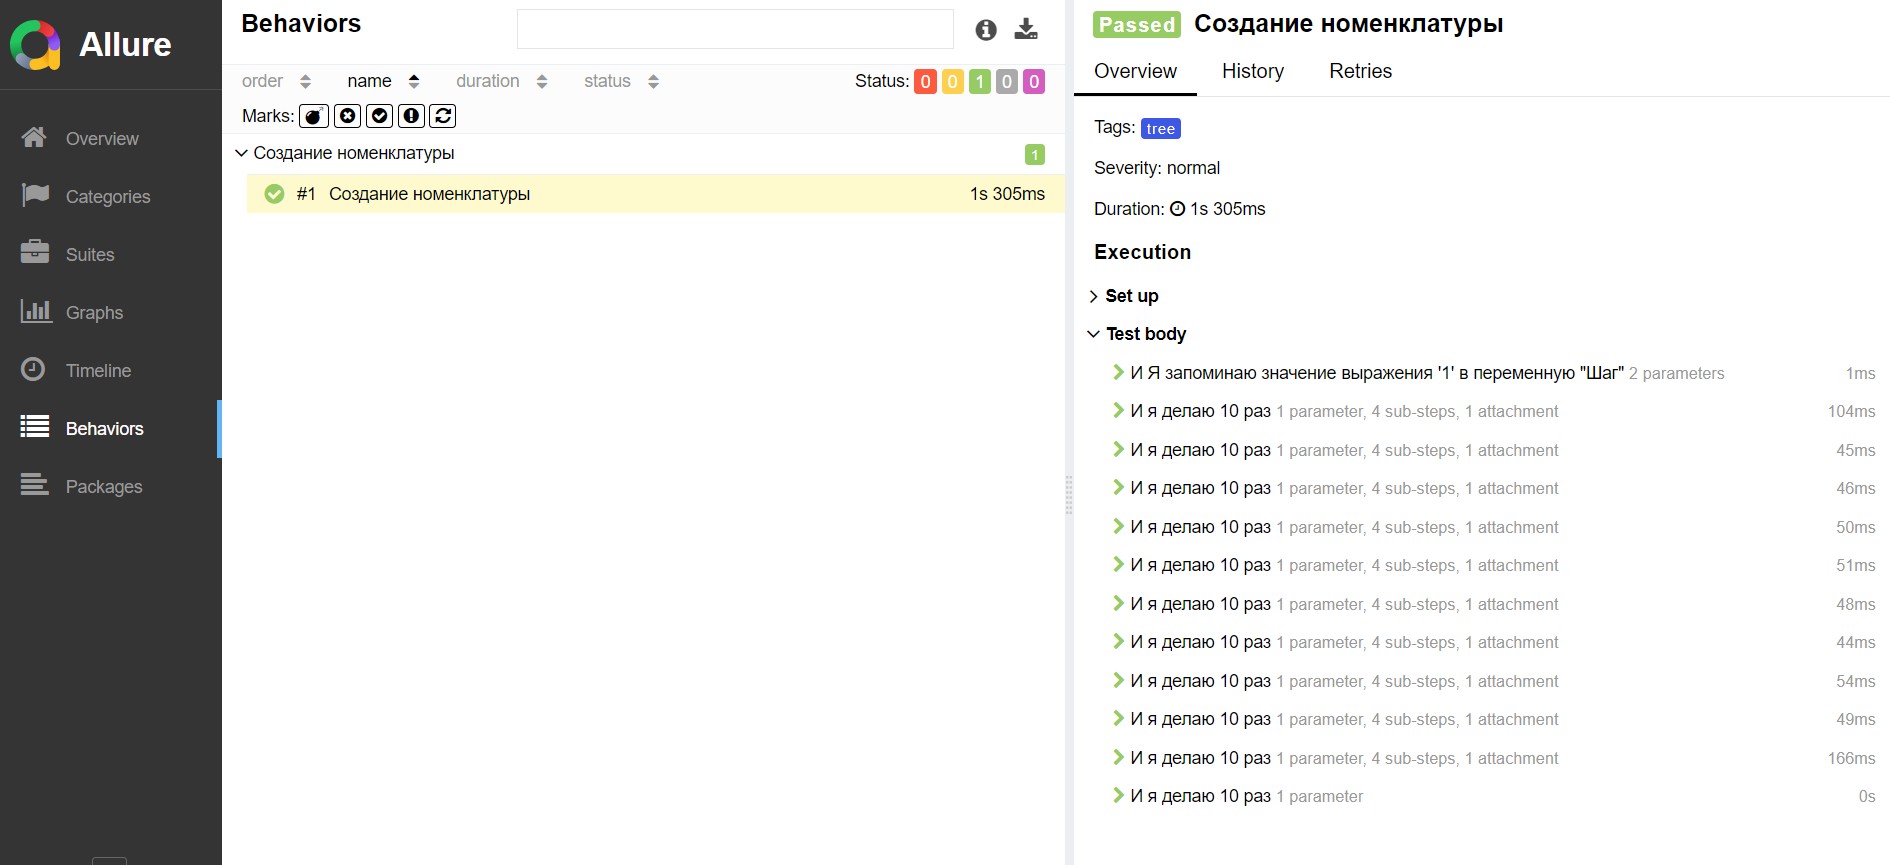 Allure
Overview
Categories
Suites
Graphs
Timeline
Behaviors
Packages
Behaviors
order name duration status Status: 0 0 1 0 0
Marks:
Создание номенклатуры 1
#1 Создание номенклатуры 1s 305ms
Passed Создание номенклатуры
Overview History Retries
Tags: tree
Severity: normal
Duration: 1s 305ms
Execution
Set up
Test body
И Я запоминаю значение выражения '1' в переменную "Шаг" 2 parameters 1ms
И я делаю 10 раз 1 parameter, 4 sub-steps, 1 attachment 104ms
И я делаю 10 раз 1 parameter, 4 sub-steps, 1 attachment 45ms
И я делаю 10 раз 1 parameter, 4 sub-steps, 1 attachment 46ms
И я делаю 10 раз 1 parameter, 4 sub-steps, 1 attachment 50ms
И я делаю 10 раз 1 parameter, 4 sub-steps, 1 attachment 51ms
И я делаю 10 раз 1 parameter, 4 sub-steps, 1 attachment 48ms
И я делаю 10 раз 1 parameter, 4 sub-steps, 1 attachment 44ms
И я делаю 10 раз 1 parameter, 4 sub-steps, 1 attachment 54ms
И я делаю 10 раз 1 parameter, 4 sub-steps, 1 attachment 49ms
И я делаю 10 раз 1 parameter, 4 sub-steps, 1 attachment 166ms
И я делаю 10 раз 1 parameter 0s